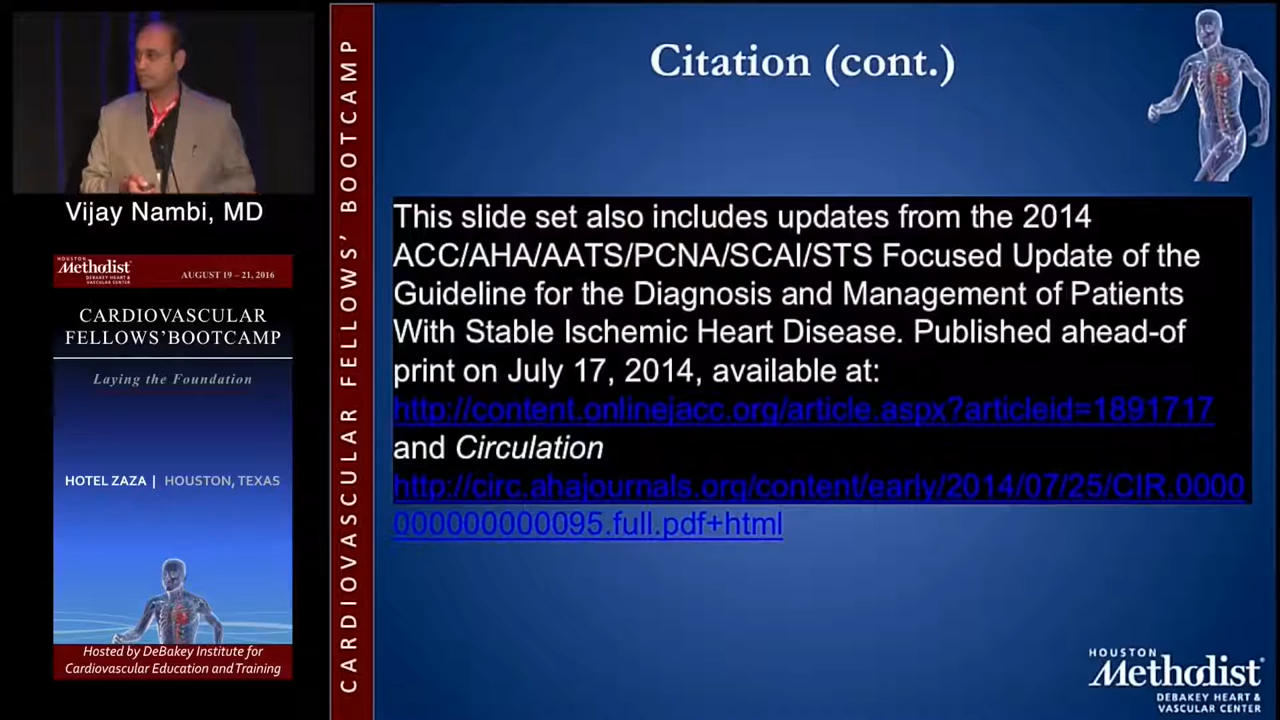 Vijay Nambi, MD
HOUSTON
Methodist
DEBAKEY HEART &
VASCULAR CENTER
AUGUST 19 – 21, 2016
CARDIOVASCULAR
FELLOWS'BOOTCAMP
Laying the Foundation
HOTEL ZAZA | HOUSTON, TEXAS
Hosted by DeBakey Institute for
Cardiovascular Education and Training
CARDIOVASCULAR FELLOWS' BOOTCAMP
Citation (cont.)
This slide set also includes updates from the 2014
ACC/AHA/AATS/PCNA/SCAI/STS Focused Update of the
Guideline for the Diagnosis and Management of Patients
With Stable Ischemic Heart Disease. Published ahead-of
print on July 17, 2014, available at:
http://content.onlinejacc.org/article.aspx?articleid=1891717
and Circulation
http://circ.ahajournals.org/content/early/2014/07/25/CIR.0000
000000000095.full.pdf+html
HOUSTON
Methodist
DEBAKEY HEART &
VASCULAR CENTER